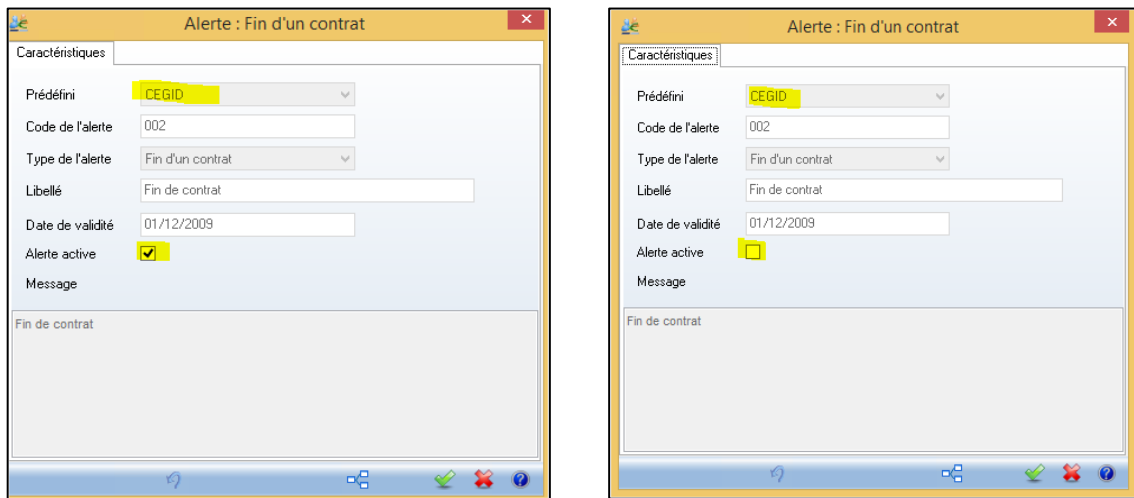 Alerte : Fin d'un contrat
Caractéristiques
Prédéfini CEGID
Code de l'alerte 002
Type de l'alerte Fin d'un contrat
Libellé Fin de contrat
Date de validité 01/12/2009
Alerte active
Message
Fin de contrat
Alerte : Fin d'un contrat
Caractéristiques
Prédéfini CEGID
Code de l'alerte 002
Type de l'alerte Fin d'un contrat
Libellé Fin de contrat
Date de validité 01/12/2009
Alerte active
Message
Fin de contrat